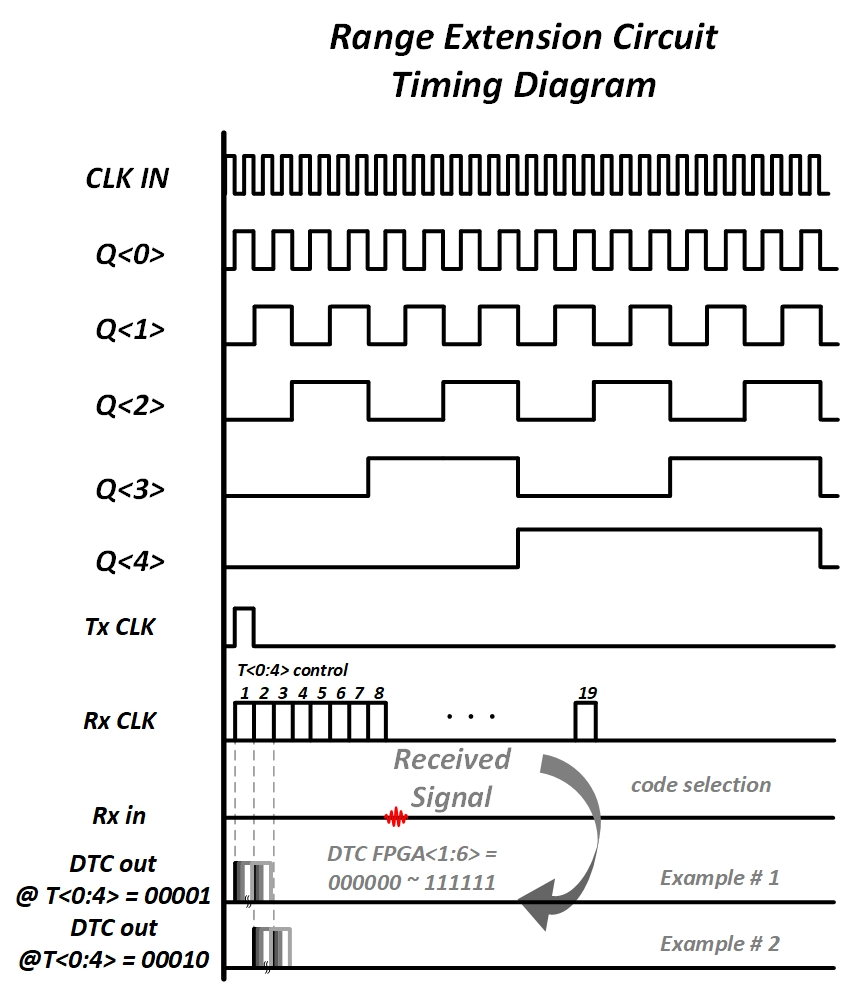 Range Extension Circuit
Timing Diagram
CLK IN
Q<0>
Q<1>
Q<2>
Q<3>
Q<4>
Tx CLK
T<0:4> control
1 2 3 4 5 6 7 8 19
Rx CLK
. . .
Received
Signal
code selection
Rx in
DTC out
@ T<0:4> = 00001
DTC FPGA<1:6> =
000000 ~ 111111
Example # 1
DTC out
@T<0:4> = 00010
Example # 2